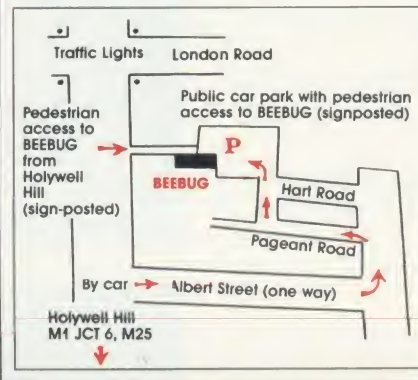 Traffic Lights
London Road
Public car park with pedestrian
access to BEEBUG (signposted)
Pedestrian
access to
BEEBUG
from
Holywell
Hill
(sign-posted)
P
BEEBUG
Hart Road
Pageant Road
By car
Albert Street (one way)
Holywell Hill
M1 JCT 6, M25